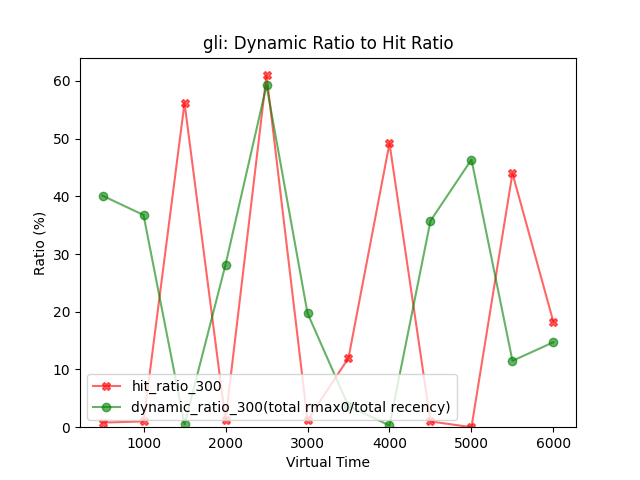 gli: Dynamic Ratio to Hit Ratio
60
50
40
30
20
10
0
Ratio (%)
hit_ratio_300
dynamic_ratio_300(total rmax0/total recency)
1000 2000 3000 4000 5000 6000
Virtual Time